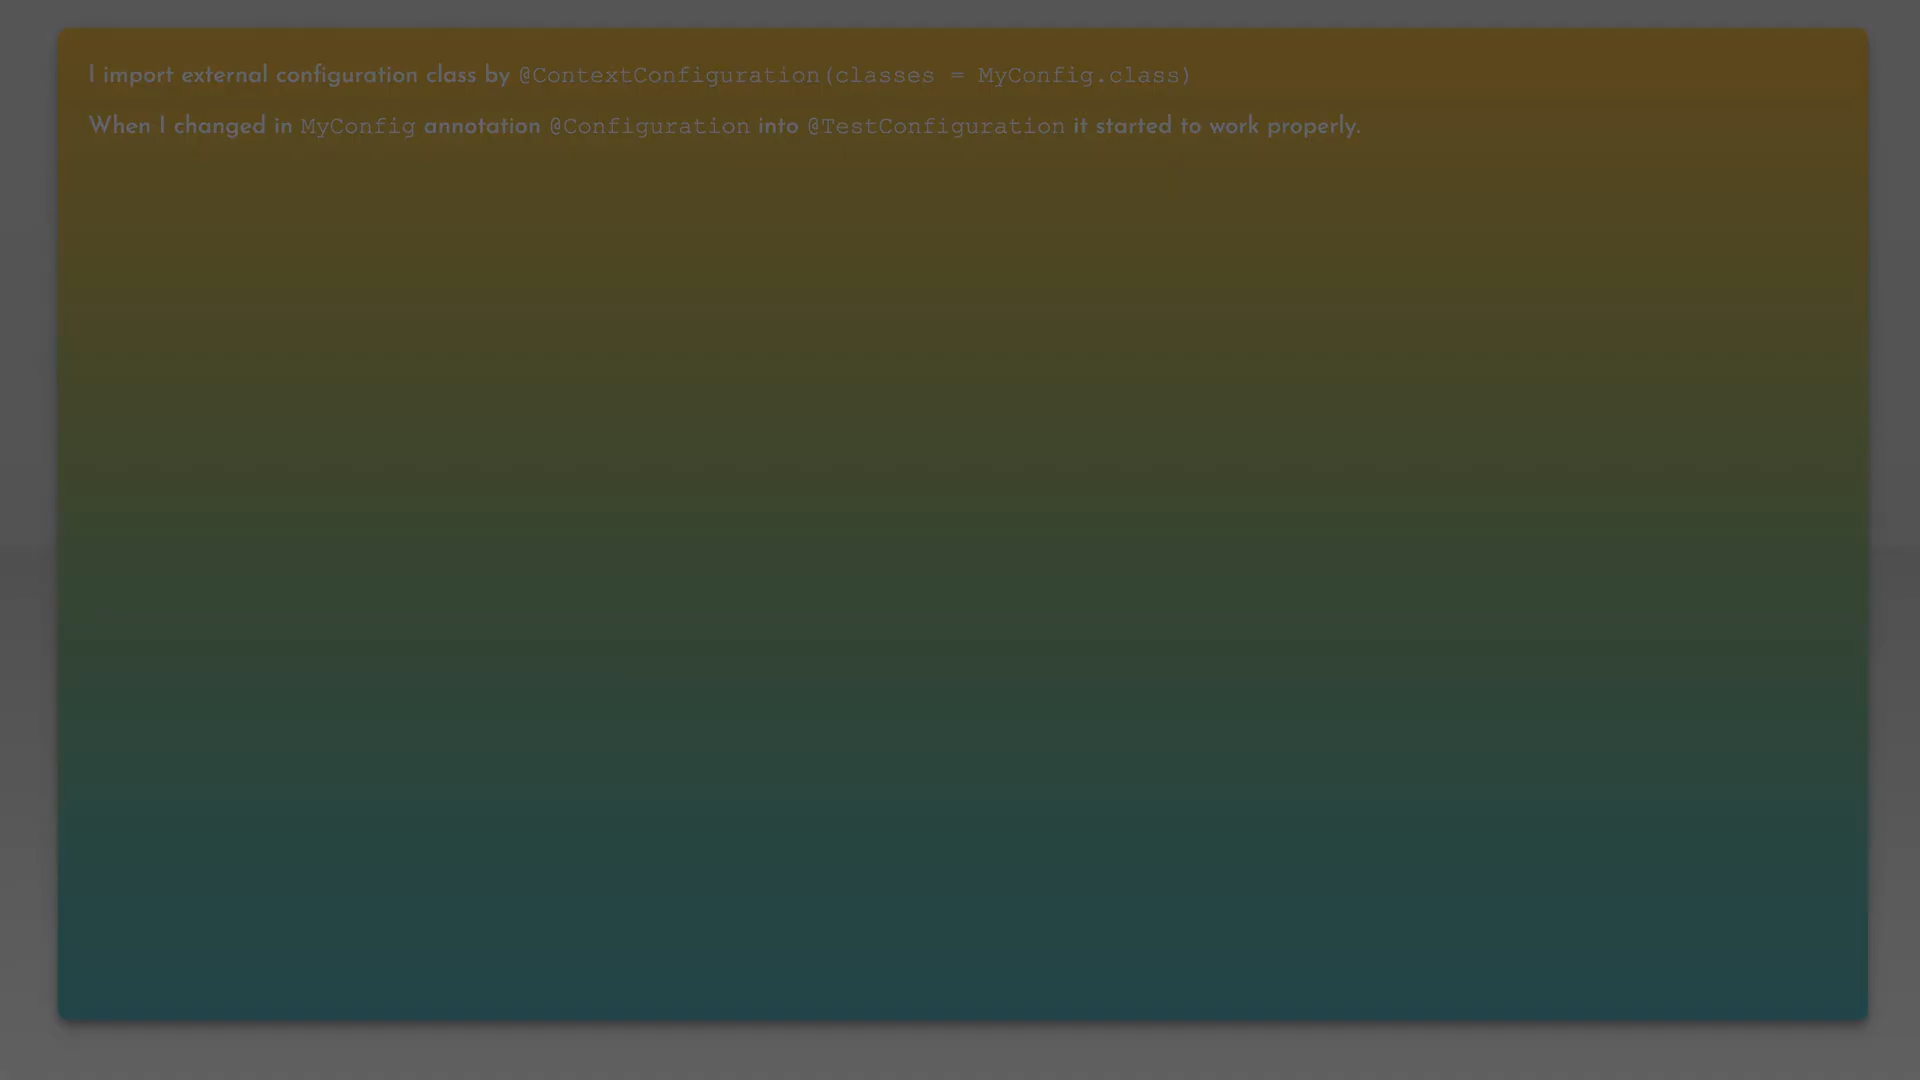 I import external configuration class by @ContextConfiguration(classes = MyConfig.class)
When I changed in MyConfig annotation @Configuration into @TestConfiguration it started to work properly.